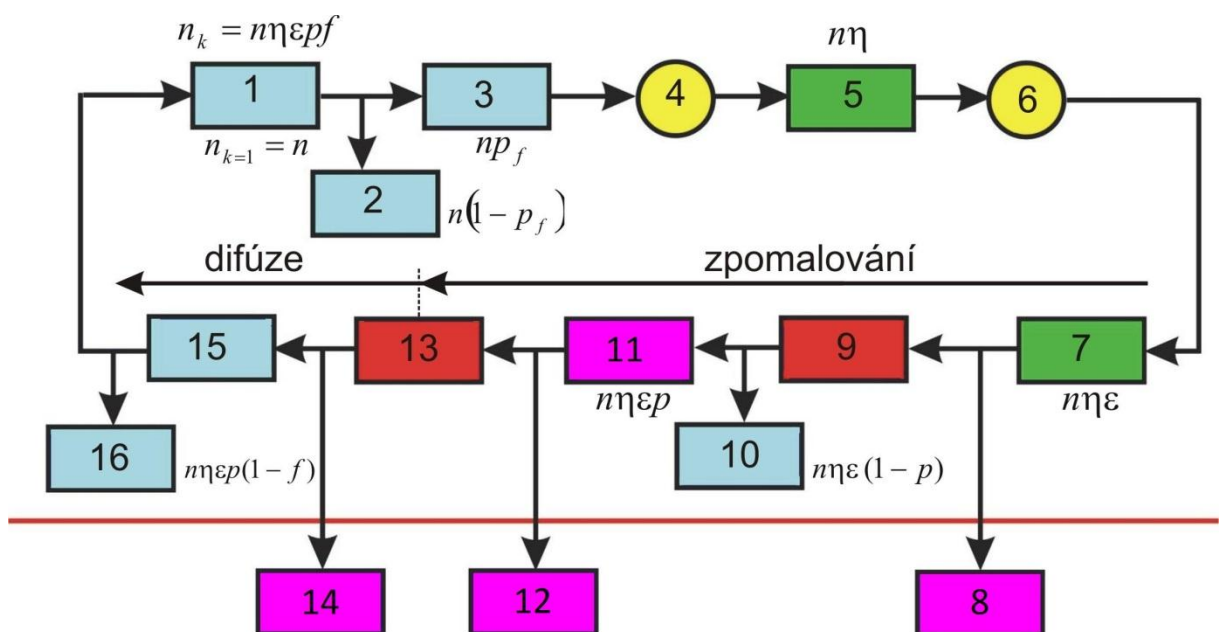 n_k = nηεpf
nη
1
3
4
5
6
n_{k=1} = n
np_f
2
n(1 − p_f)
difúze
zpomalování
15
13
11
9
7
nηεp
nηε
16
nηεp(1 − f)
10
nηε(1 − p)
14
12
8